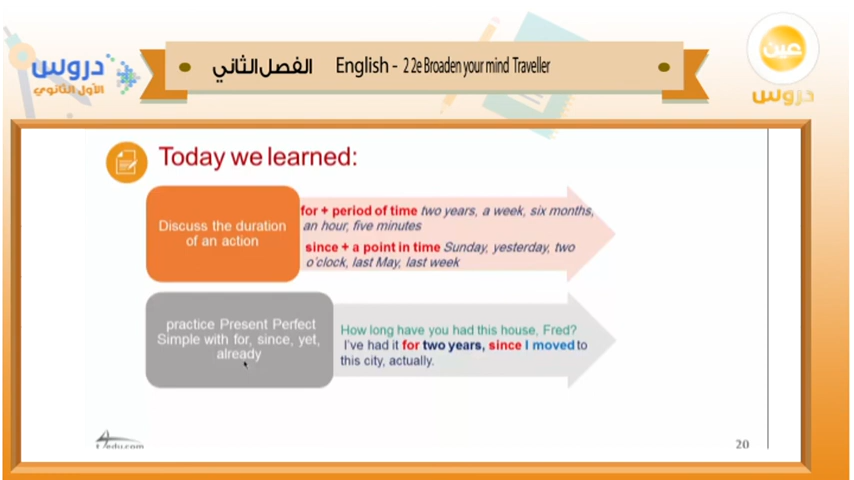 دروس
الأول الثانوي
الفصل الثاني English - 2 2e Broaden your mind Traveller
عين
دروس
Today we learned:
Discuss the duration
of an action
for + period of time two years, a week, six months,
an hour, five minutes
since + a point in time Sunday, yesterday, two
o'clock, last May, last week
practice Present Perfect
Simple with for, since, yet,
already
How long have you had this house, Fred?
I've had it for two years, since I moved to
this city, actually.
20